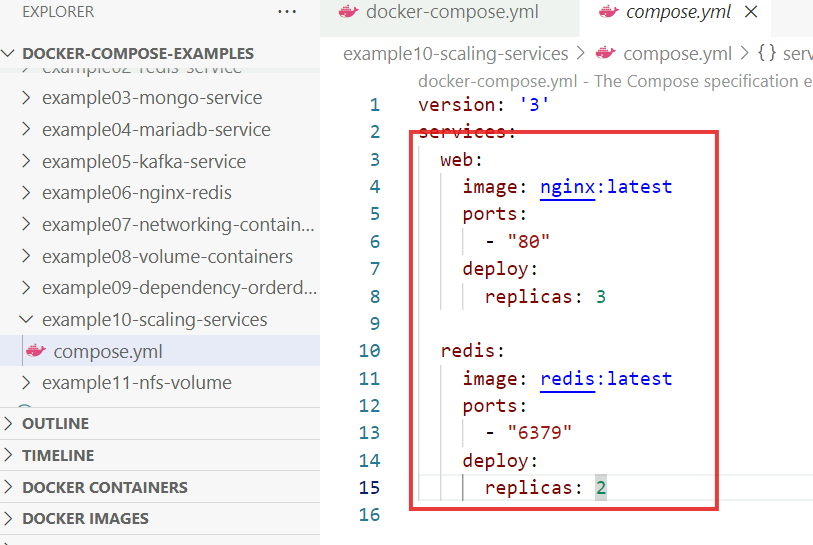 EXPLORER
···
DOCKER-COMPOSE-EXAMPLES
example02-redis-service
example03-mongo-service
example04-mariadb-service
example05-kafka-service
example06-nginx-redis
example07-networking-contain...
example08-volume-containers
example09-dependency-orderd...
example10-scaling-services
compose.yml
example11-nfs-volume
OUTLINE
TIMELINE
DOCKER CONTAINERS
DOCKER IMAGES
docker-compose.yml
compose.yml
example10-scaling-services > compose.yml > {} serv
docker-compose.yml - The Compose specification e
1 version: '3'
2 services:
3 web:
4 image: nginx:latest
5 ports:
6 - "80"
7 deploy:
8 replicas: 3
9
10 redis:
11 image: redis:latest
12 ports:
13 - "6379"
14 deploy:
15 replicas: 2
16